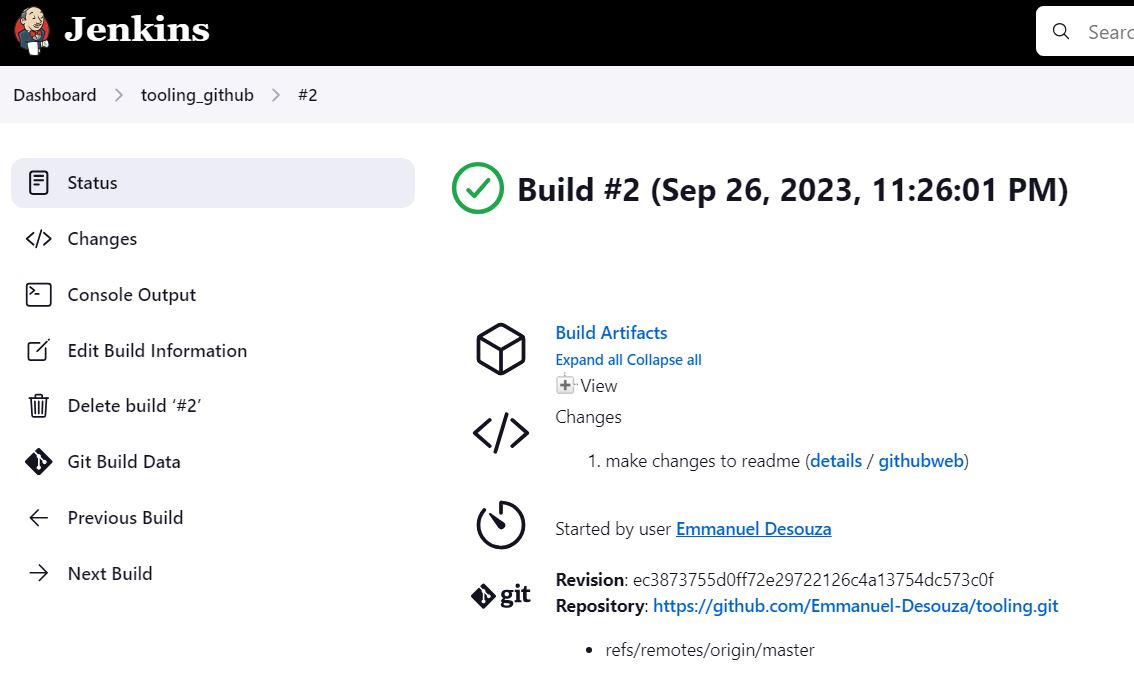 Jenkins
Searc
Dashboard > tooling_github > #2
Status
Changes
Console Output
Edit Build Information
Delete build ‘#2’
Git Build Data
Previous Build
Next Build
Build #2 (Sep 26, 2023, 11:26:01 PM)
Build Artifacts
Expand all Collapse all
View
Changes
1. make changes to readme (details / githubweb)
Started by user Emmanuel Desouza
git
Revision: ec3873755d0ff72e29722126c4a13754dc573c0f
Repository: https://github.com/Emmanuel-Desouza/tooling.git
• refs/remotes/origin/master